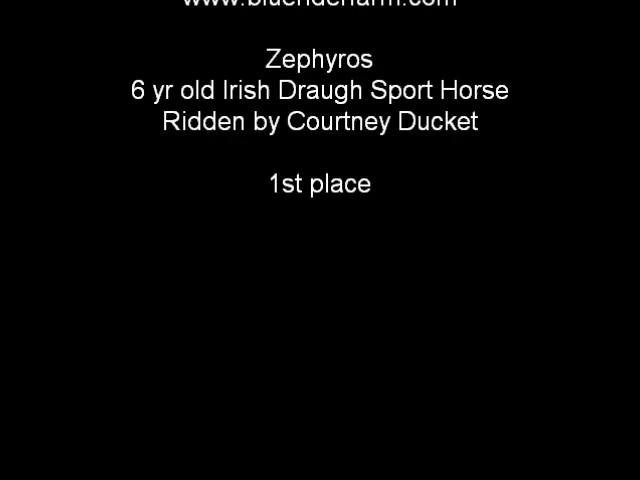 Zephyros
6 yr old Irish Draugh Sport Horse
Ridden by Courtney Ducket
1st place